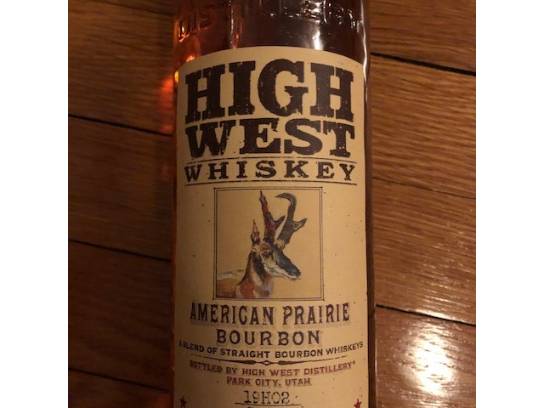 HIGH
WEST
WHISKEY
AMERICAN PRAIRIE
BOURBON
A BLEND OF STRAIGHT BOURBON WHISKEYS
BOTTLED BY HIGH WEST DISTILLERY
PARK CITY, UTAH
19H02